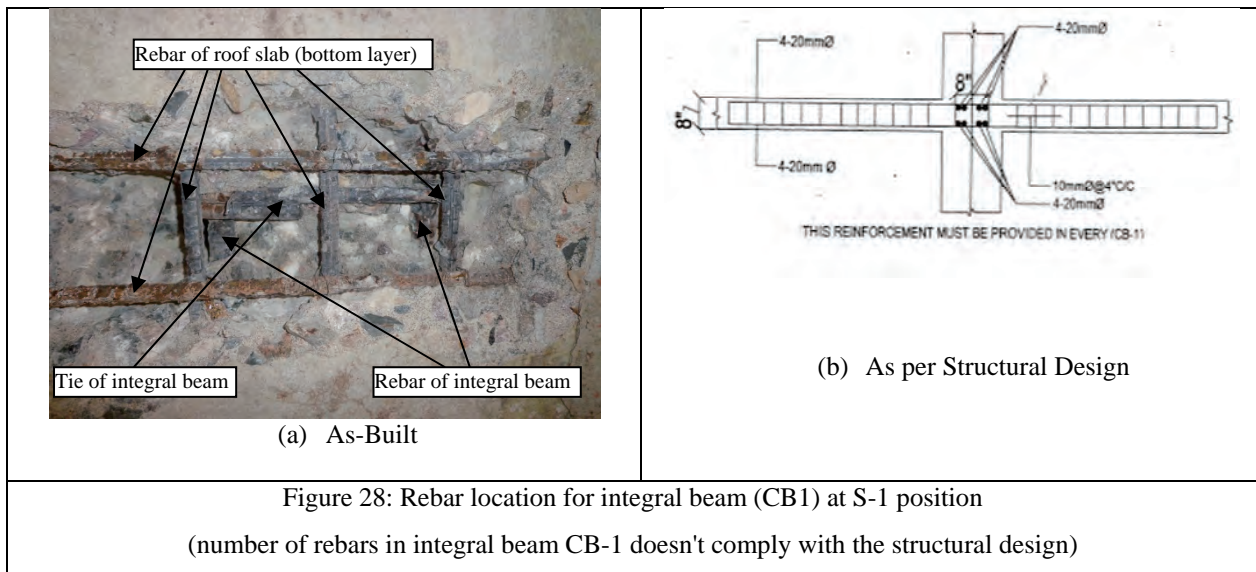 Rebar of roof slab (bottom layer)
Tie of integral beam
Rebar of integral beam
(a) As-Built
4-20mmØ
4-20mmØ
8"
8"
4-20mm Ø
10mmØ@4"C/C
4-20mmØ
THIS REINFORCEMENT MUST BE PROVIDED IN EVERY (CB-1)
(b) As per Structural Design
Figure 28: Rebar location for integral beam (CB1) at S-1 position
(number of rebars in integral beam CB-1 doesn't comply with the structural design)